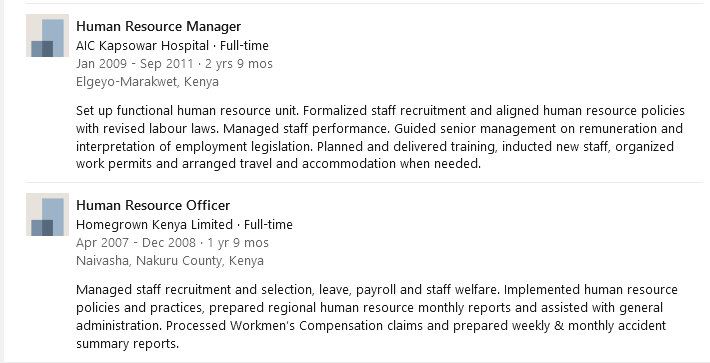 Human Resource Manager
AIC Kapsowar Hospital · Full-time
Jan 2009 - Sep 2011 · 2 yrs 9 mos
Elgeyo-Marakwet, Kenya
Set up functional human resource unit. Formalized staff recruitment and aligned human resource policies
with revised labour laws. Managed staff performance. Guided senior management on remuneration and
interpretation of employment legislation. Planned and delivered training, inducted new staff, organized
work permits and arranged travel and accommodation when needed.
Human Resource Officer
Homegrown Kenya Limited · Full-time
Apr 2007 - Dec 2008 · 1 yr 9 mos
Naivasha, Nakuru County, Kenya
Managed staff recruitment and selection, leave, payroll and staff welfare. Implemented human resource
policies and practices, prepared regional human resource monthly reports and assisted with general
administration. Processed Workmen's Compensation claims and prepared weekly & monthly accident
summary reports.